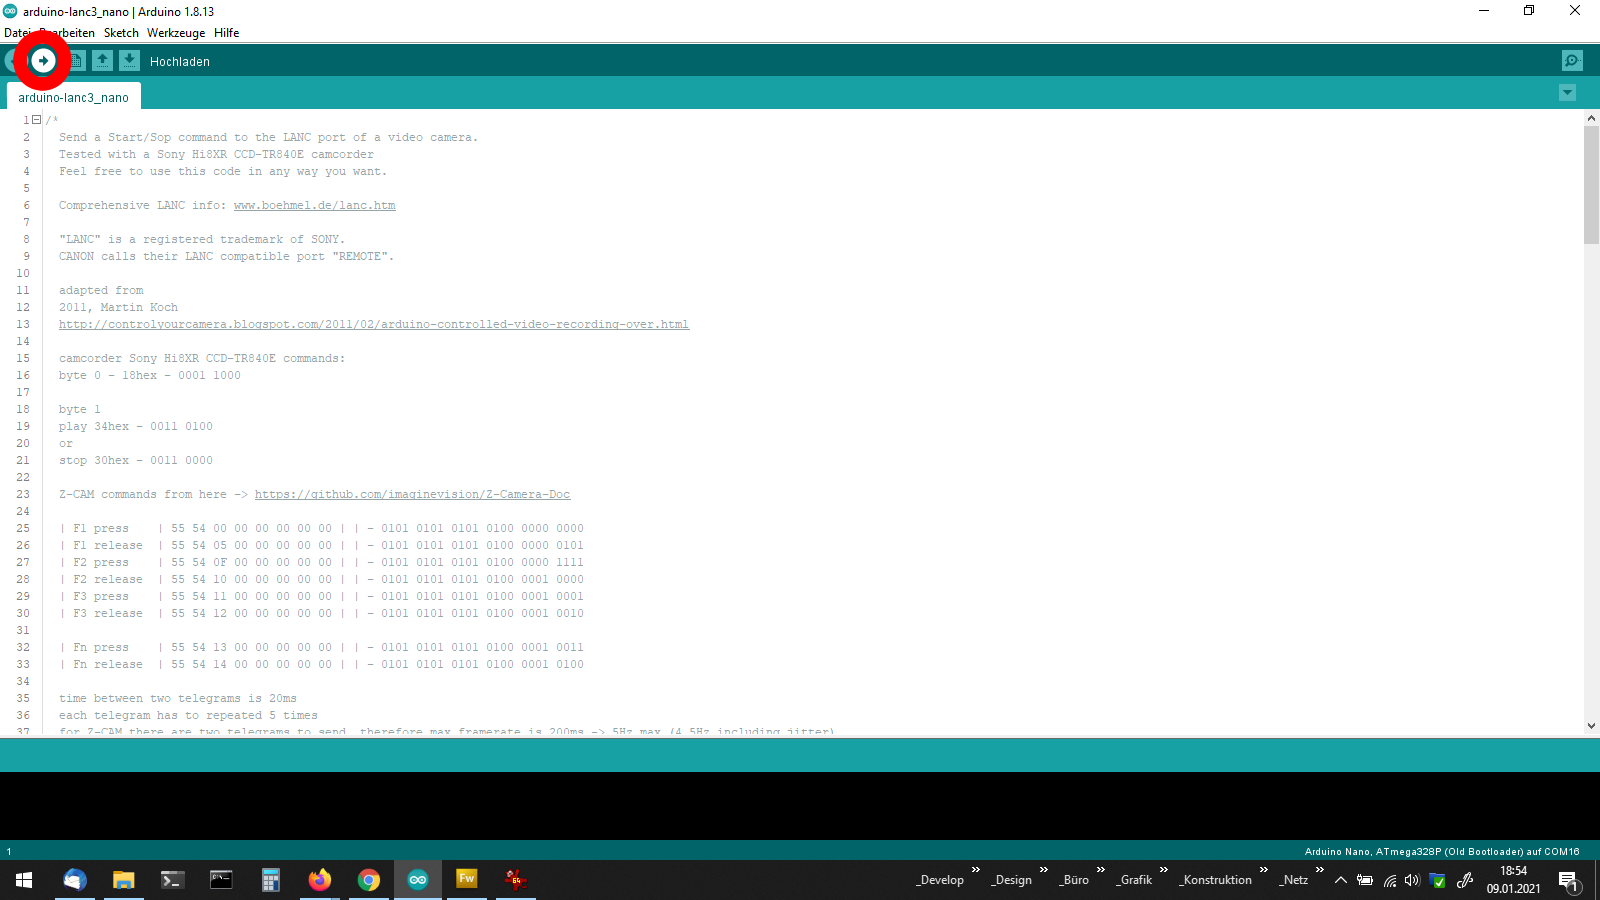 arduino-lanc3_nano | Arduino 1.8.13
Datei Bearbeiten Sketch Werkzeuge Hilfe
Hochladen
arduino-lanc3_nano
1 /*
2 Send a Start/Sop command to the LANC port of a video camera.
3 Tested with a Sony Hi8XR CCD-TR840E camcorder
4 Feel free to use this code in any way you want.
5
6 Comprehensive LANC info: www.boehmel.de/lanc.htm
7
8 "LANC" is a registered trademark of SONY.
9 CANON calls their LANC compatible port "REMOTE".
10
11 adapted from
12 2011, Martin Koch
13 http://controlyourcamera.blogspot.com/2011/02/arduino-controlled-video-recording-over.html
14
15 camcorder Sony Hi8XR CCD-TR840E commands:
16 byte 0 - 18hex - 0001 1000
17
18 byte 1
19 play 34hex - 0011 0100
20 or
21 stop 30hex - 0011 0000
22
23 Z-CAM commands from here -> https://github.com/imaginevision/Z-Camera-Doc
24
25 | F1 press | 55 54 00 00 00 00 00 00 | | - 0101 0101 0101 0100 0000 0000
26 | F1 release | 55 54 05 00 00 00 00 00 | | - 0101 0101 0101 0100 0000 0101
27 | F2 press | 55 54 0F 00 00 00 00 00 | | - 0101 0101 0101 0100 0000 1111
28 | F2 release | 55 54 10 00 00 00 00 00 | | - 0101 0101 0101 0100 0001 0000
29 | F3 press | 55 54 11 00 00 00 00 00 | | - 0101 0101 0101 0100 0001 0001
30 | F3 release | 55 54 12 00 00 00 00 00 | | - 0101 0101 0101 0100 0001 0010
31
32 | Fn press | 55 54 13 00 00 00 00 00 | | - 0101 0101 0101 0100 0001 0011
33 | Fn release | 55 54 14 00 00 00 00 00 | | - 0101 0101 0101 0100 0001 0100
34
35 time between two telegrams is 20ms
36 each telegram has to repeated 5 times
37 for Z-CAM there are two telegrams to send, therefore max framerate is 200ms -> 5Hz max (4.5Hz including jitter)
1 Arduino Nano, ATmega328P (Old Bootloader) auf COM16
Fw 64 _Develop » _Design » _Büro » _Grafik » _Konstruktion » _Netz » 18:54
09.01.2021 1